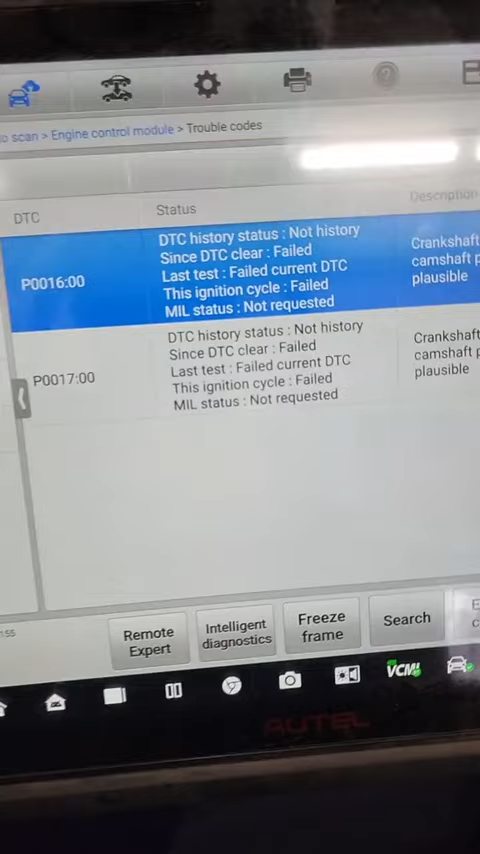 o scan > Engine control module > Trouble codes
DTC
Status
Description
P0016:00
DTC history status : Not history
Since DTC clear : Failed
Last test : Failed current DTC
This ignition cycle : Failed
MIL status : Not requested
Crankshaft
camshaft p
plausible
P0017:00
DTC history status : Not history
Since DTC clear : Failed
Last test : Failed current DTC
This ignition cycle : Failed
MIL status : Not requested
Crankshaft
camshaft p
plausible
Remote
Expert
Intelligent
diagnostics
Freeze
frame
Search
E
c
VCMI
AUTEL